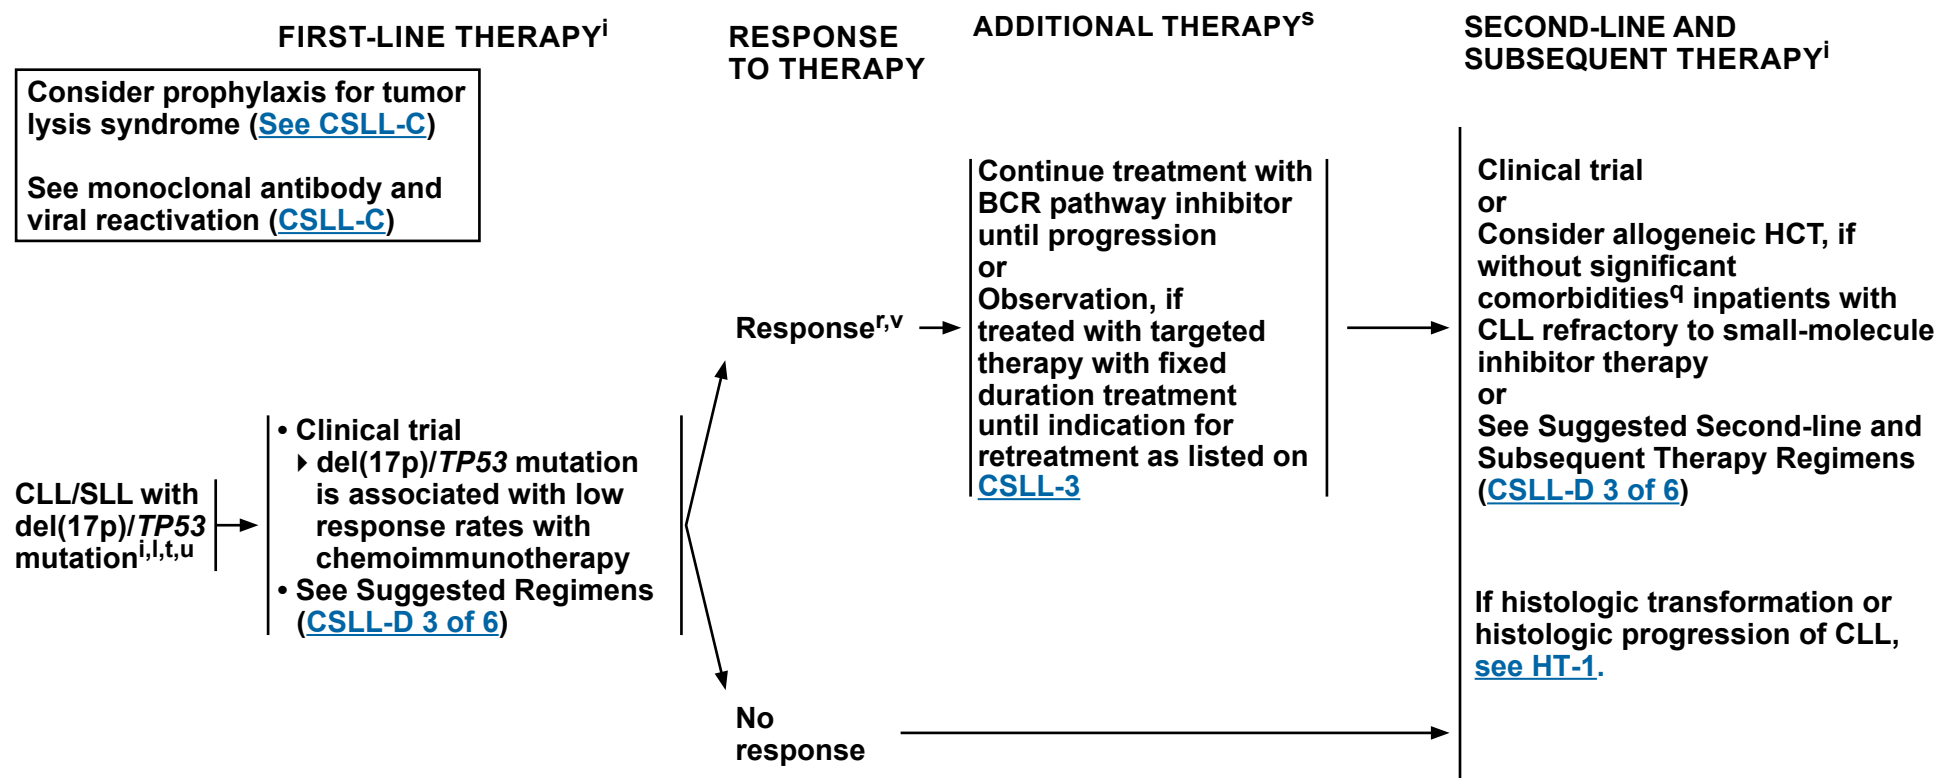 FIRST-LINE THERAPYⁱ
RESPONSE
TO THERAPY
ADDITIONAL THERAPYˢ
SECOND-LINE AND
SUBSEQUENT THERAPYⁱ
Consider prophylaxis for tumor
lysis syndrome (See CSLL-C)
See monoclonal antibody and
viral reactivation (CSLL-C)
CLL/SLL with
del(17p)/TP53
mutationi,l,t,u
• Clinical trial
▸ del(17p)/TP53 mutation
is associated with low
response rates with
chemoimmunotherapy
• See Suggested Regimens
(CSLL-D 3 of 6)
Responser,v
No
response
Continue treatment with
BCR pathway inhibitor
until progression
or
Observation, if
treated with targeted
therapy with fixed
duration treatment
until indication for
retreatment as listed on
CSLL-3
Clinical trial
or
Consider allogeneic HCT, if
without significant
comorbiditiesq inpatients with
CLL refractory to small-molecule
inhibitor therapy
or
See Suggested Second-line and
Subsequent Therapy Regimens
(CSLL-D 3 of 6)
If histologic transformation or
histologic progression of CLL,
see HT-1.